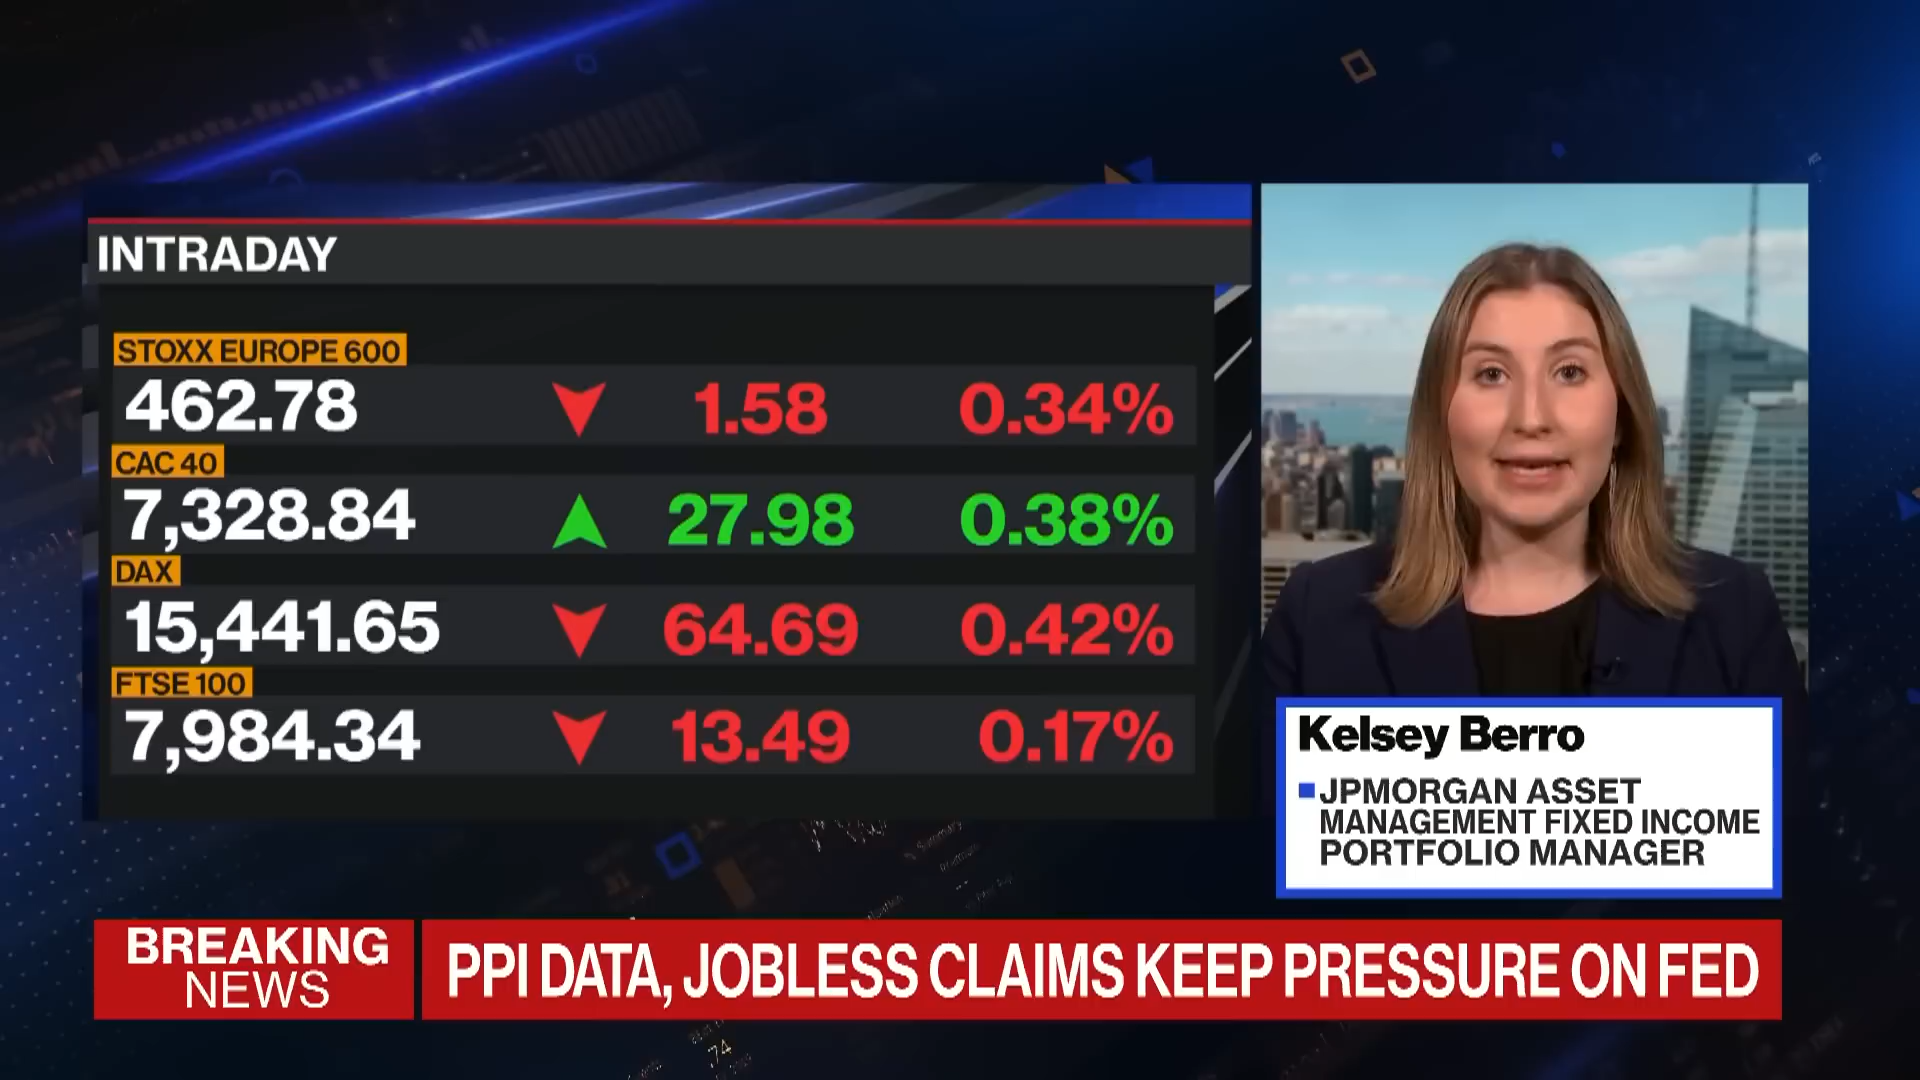 INTRADAY
STOXX EUROPE 600
462.78 ▼ 1.58 0.34%
CAC 40
7,328.84 ▲ 27.98 0.38%
DAX
15,441.65 ▼ 64.69 0.42%
FTSE 100
7,984.34 ▼ 13.49 0.17%
Kelsey Berro
JPMORGAN ASSET
MANAGEMENT FIXED INCOME
PORTFOLIO MANAGER
BREAKING
NEWS
PPI DATA, JOBLESS CLAIMS KEEP PRESSURE ON FED
74